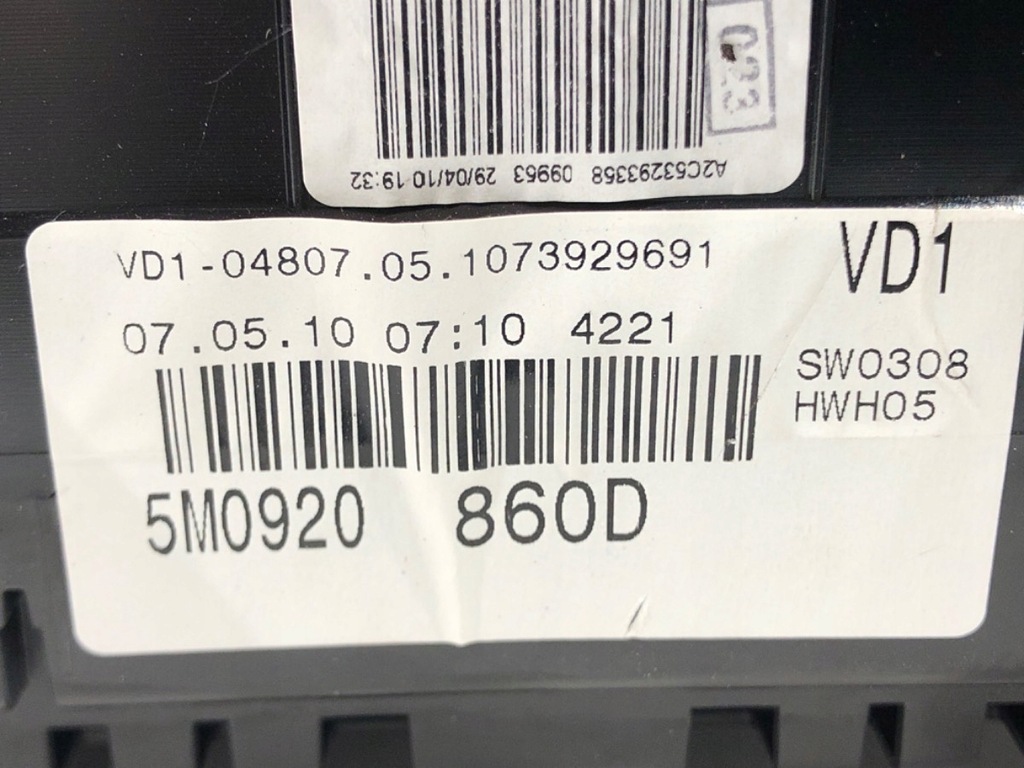 023
A2C53293358 09953 29/04/10 19:32
VD1-04807.05.1073929691
VD1
07.05.10 07:10 4221
SW0308
HWH05
5M0920 860D